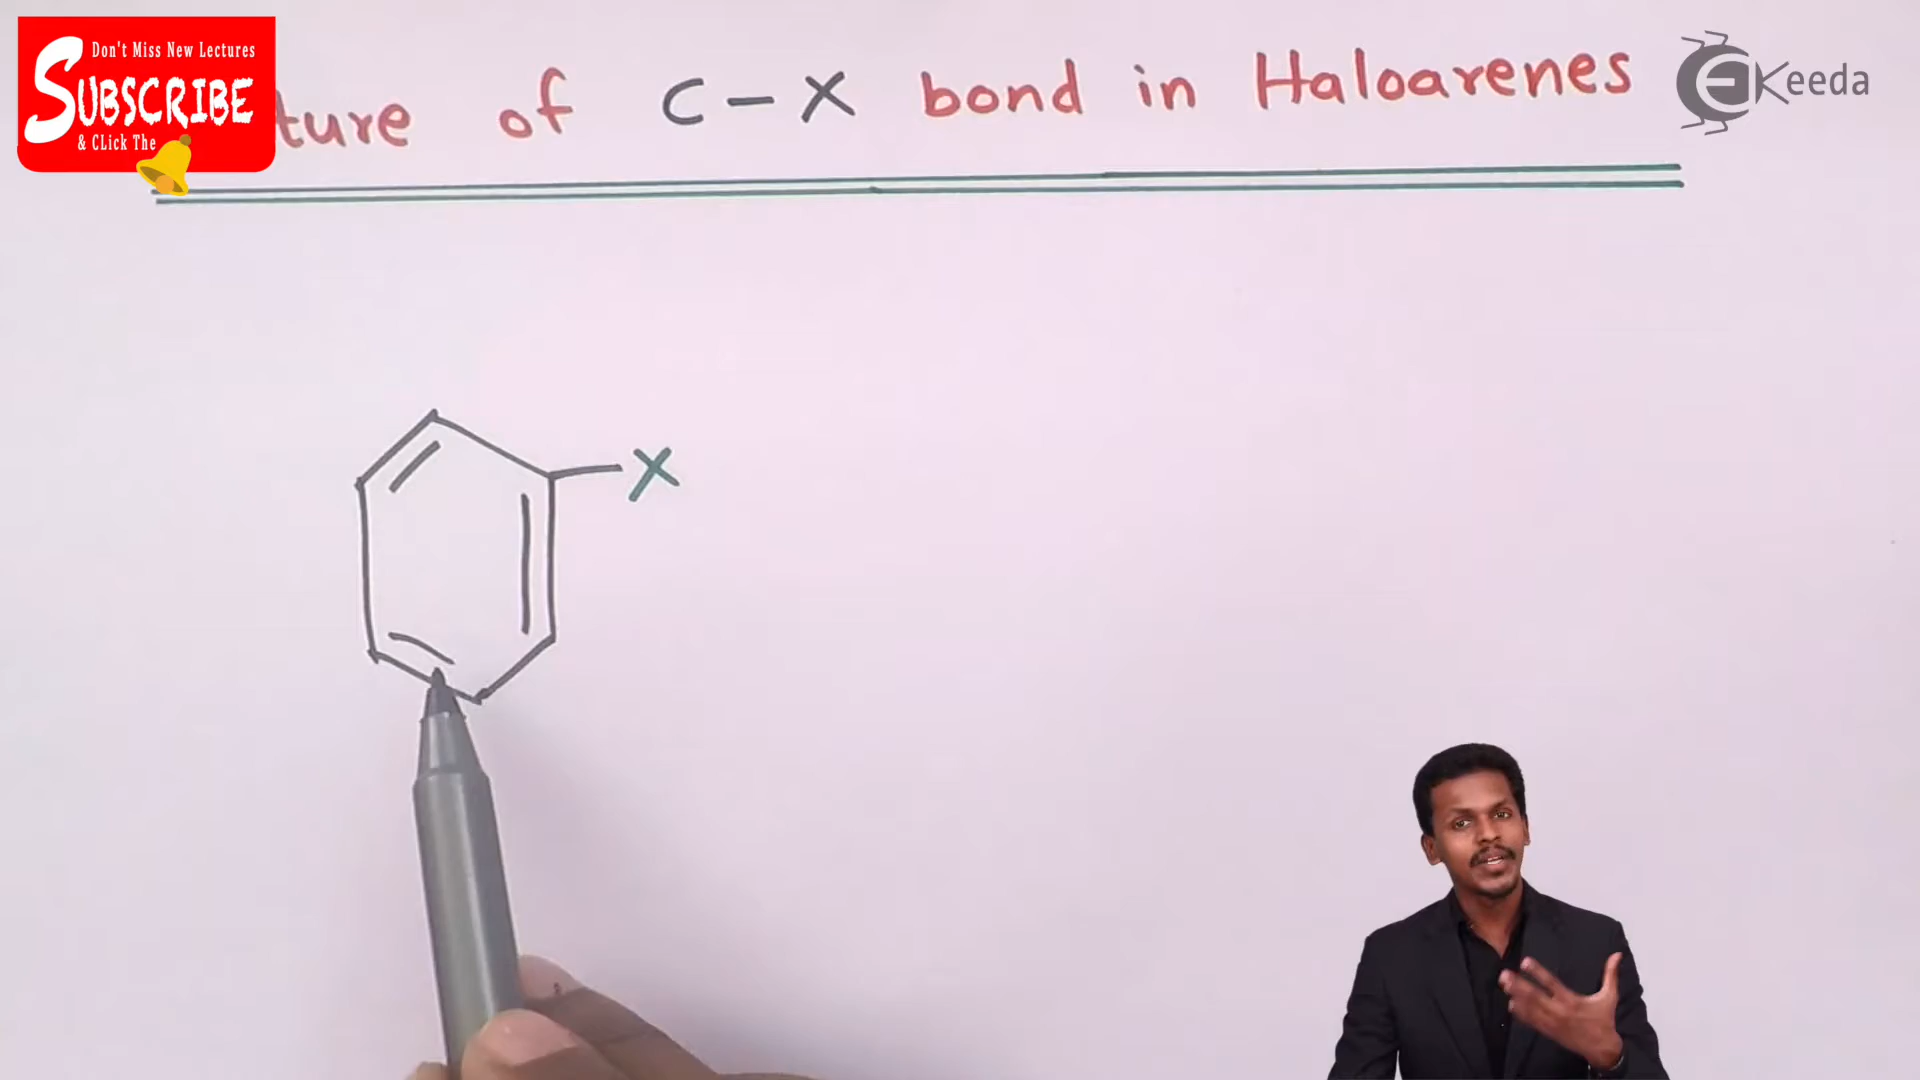 Don't Miss New Lectures
SUBSCRIBE
& CLick The
ture of C - X bond in Haloarenes
Keeda
X